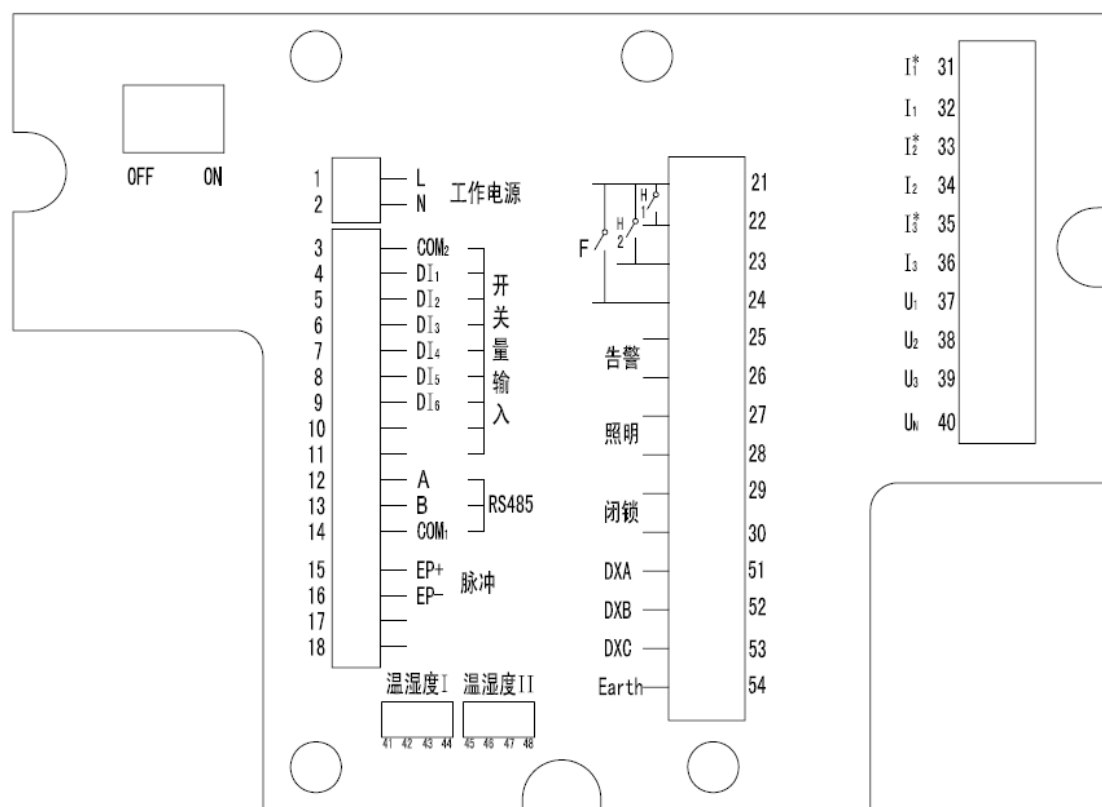 OFF ON
1 L
2 N
工作电源
3 COM₂
4 DI₁
5 DI₂
6 DI₃
7 DI₄
8 DI₅
9 DI₆
10
11
开关量输入
12 A
13 B
14 COM₁
RS485
15 EP+
16 EP-
脉冲
17
18
温湿度I 温湿度II
41 42 43 44 45 46 47 48
F
H2
H1
21
22
23
24
告警
25
26
照明
27
28
闭锁
29
30
DXA 51
DXB 52
DXC 53
Earth 54
I₁* 31
I₁ 32
I₂* 33
I₂ 34
I₃* 35
I₃ 36
U₁ 37
U₂ 38
U₃ 39
Uɴ 40